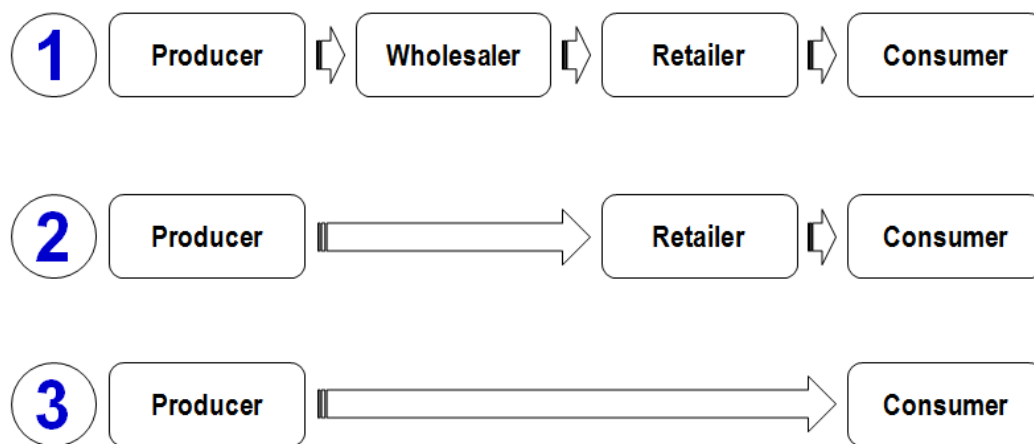 1 Producer Wholesaler Retailer Consumer
2 Producer Retailer Consumer
3 Producer Consumer